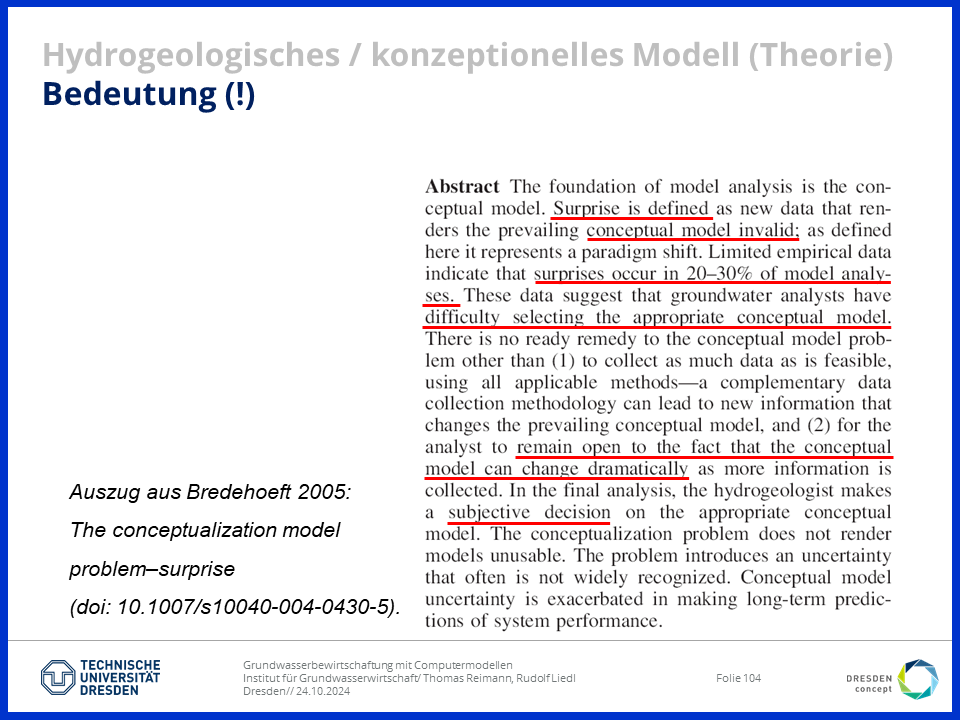 Hydrogeologisches / konzeptionelles Modell (Theorie)
Bedeutung (!)
Abstract The foundation of model analysis is the con-
ceptual model. Surprise is defined as new data that ren-
ders the prevailing conceptual model invalid; as defined
here it represents a paradigm shift. Limited empirical data
indicate that surprises occur in 20–30% of model analy-
ses. These data suggest that groundwater analysts have
difficulty selecting the appropriate conceptual model.
There is no ready remedy to the conceptual model prob-
lem other than (1) to collect as much data as is feasible,
using all applicable methods—a complementary data
collection methodology can lead to new information that
changes the prevailing conceptual model, and (2) for the
analyst to remain open to the fact that the conceptual
model can change dramatically as more information is
collected. In the final analysis, the hydrogeologist makes
a subjective decision on the appropriate conceptual
model. The conceptualization problem does not render
models unusable. The problem introduces an uncertainty
that often is not widely recognized. Conceptual model
uncertainty is exacerbated in making long-term predic-
tions of system performance.
Auszug aus Bredehoeft 2005:
The conceptualization model
problem–surprise
(doi: 10.1007/s10040-004-0430-5).
TECHNISCHE
UNIVERSITÄT
DRESDEN
Grundwasserbewirtschaftung mit Computermodellen
Institut für Grundwasserwirtschaft/ Thomas Reimann, Rudolf Liedl
Dresden// 24.10.2024
Folie 104
DRESDEN
concept